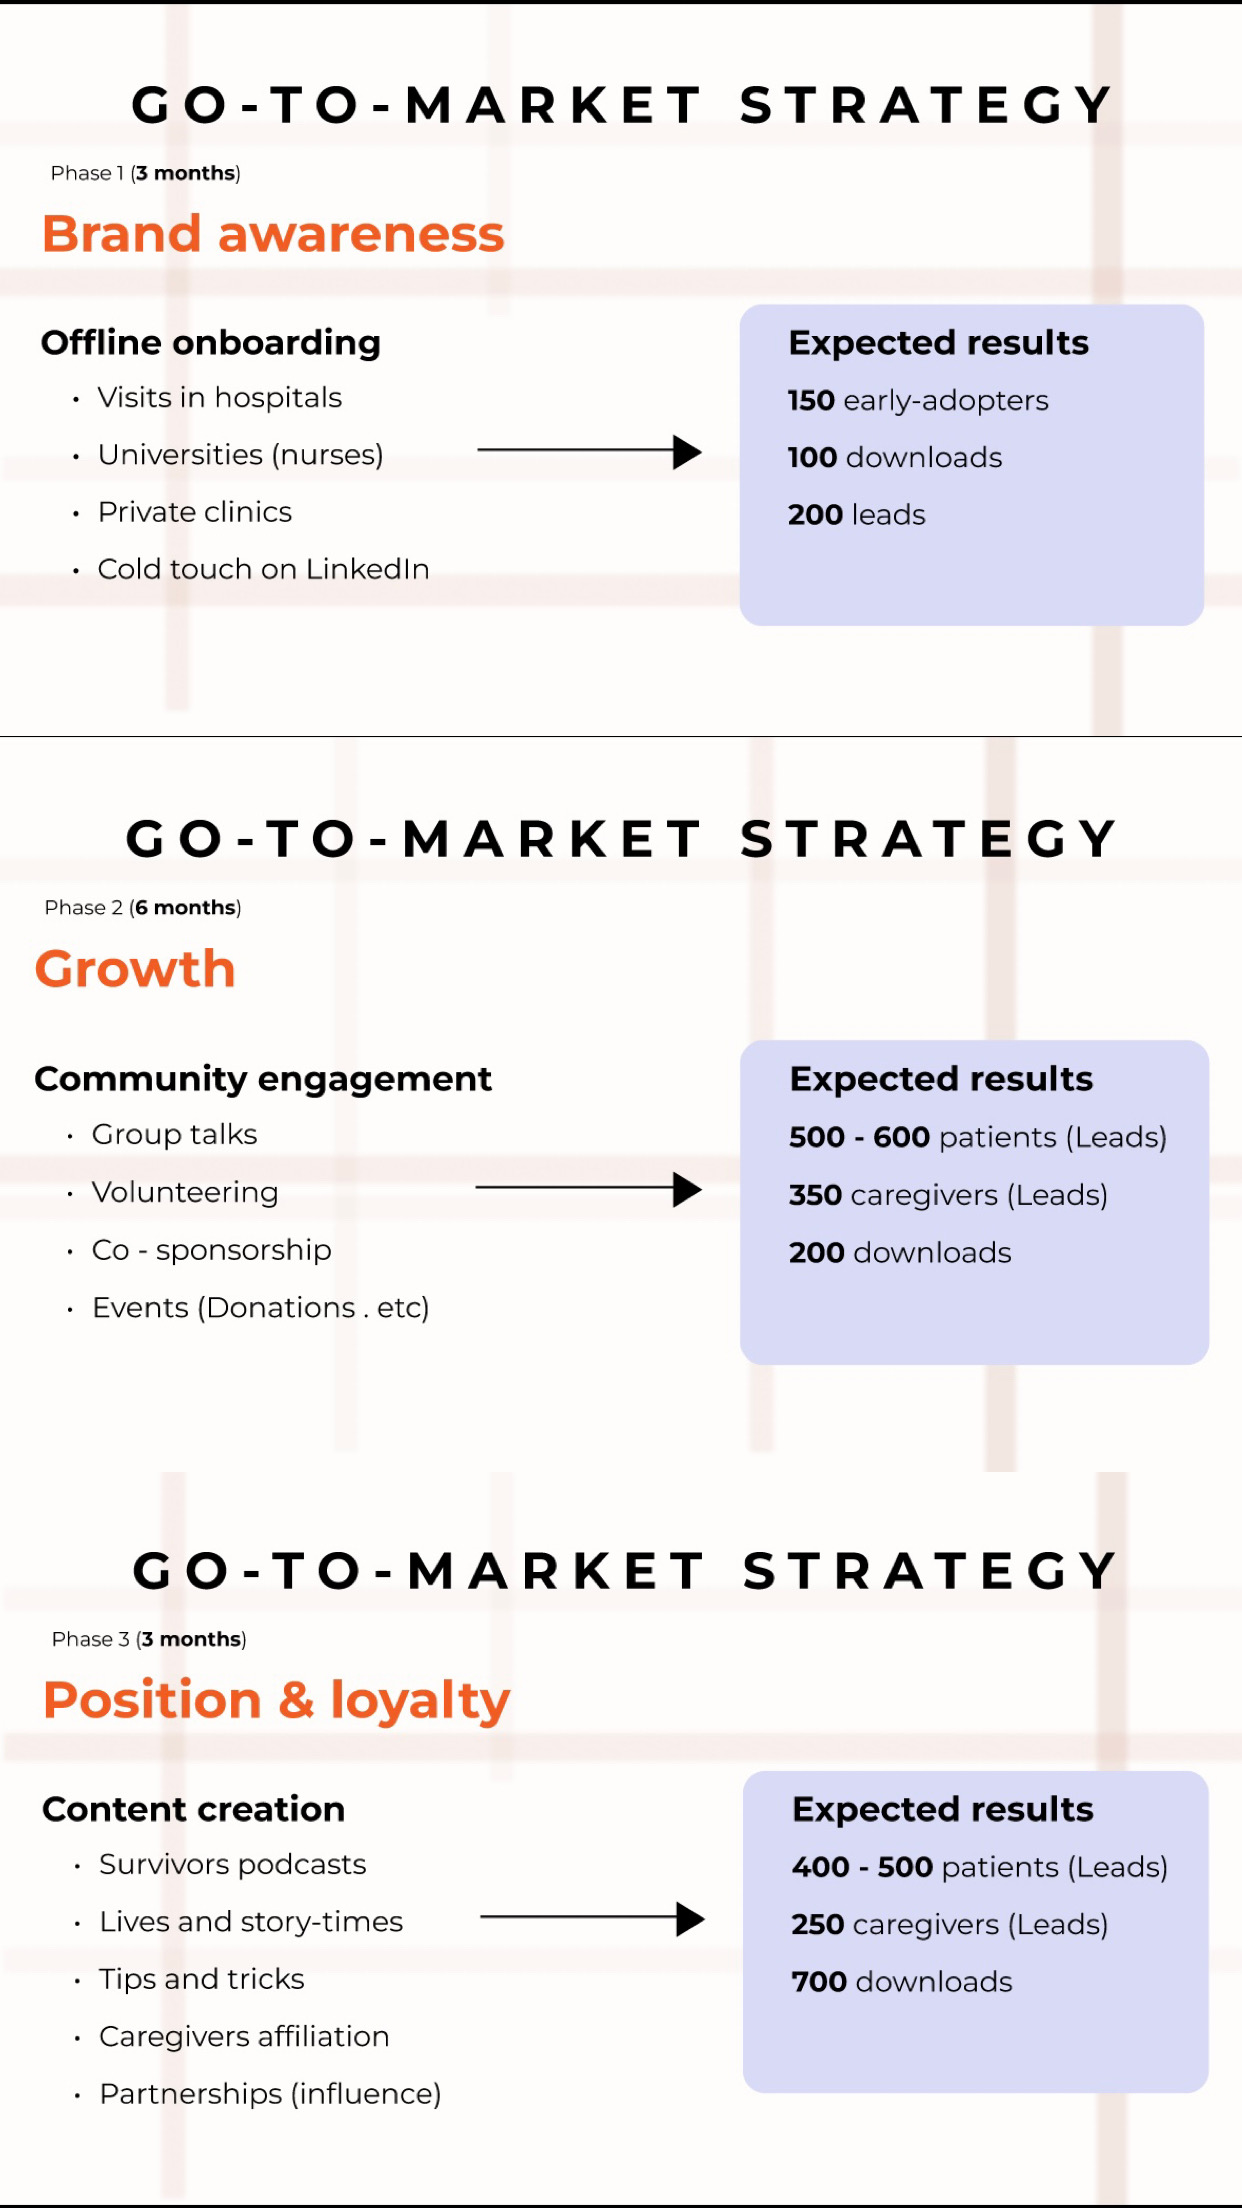 GO-TO-MARKET STRATEGY
Phase 1 (3 months)
Brand awareness
Offline onboarding
• Visits in hospitals
• Universities (nurses)
• Private clinics
• Cold touch on LinkedIn
Expected results
150 early-adopters
100 downloads
200 leads
GO-TO-MARKET STRATEGY
Phase 2 (6 months)
Growth
Community engagement
• Group talks
• Volunteering
• Co - sponsorship
• Events (Donations . etc)
Expected results
500 - 600 patients (Leads)
350 caregivers (Leads)
200 downloads
GO-TO-MARKET STRATEGY
Phase 3 (3 months)
Position & loyalty
Content creation
• Survivors podcasts
• Lives and story-times
• Tips and tricks
• Caregivers affiliation
• Partnerships (influence)
Expected results
400 - 500 patients (Leads)
250 caregivers (Leads)
700 downloads